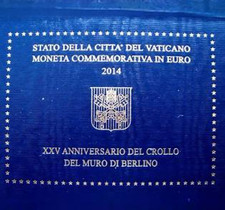 STATO DELLA CITTA' DEL VATICANO
MONETA COMMEMORATIVA IN EURO
2014
XXV ANNIVERSARIO DEL CROLLO
DEL MURO DI BERLINO